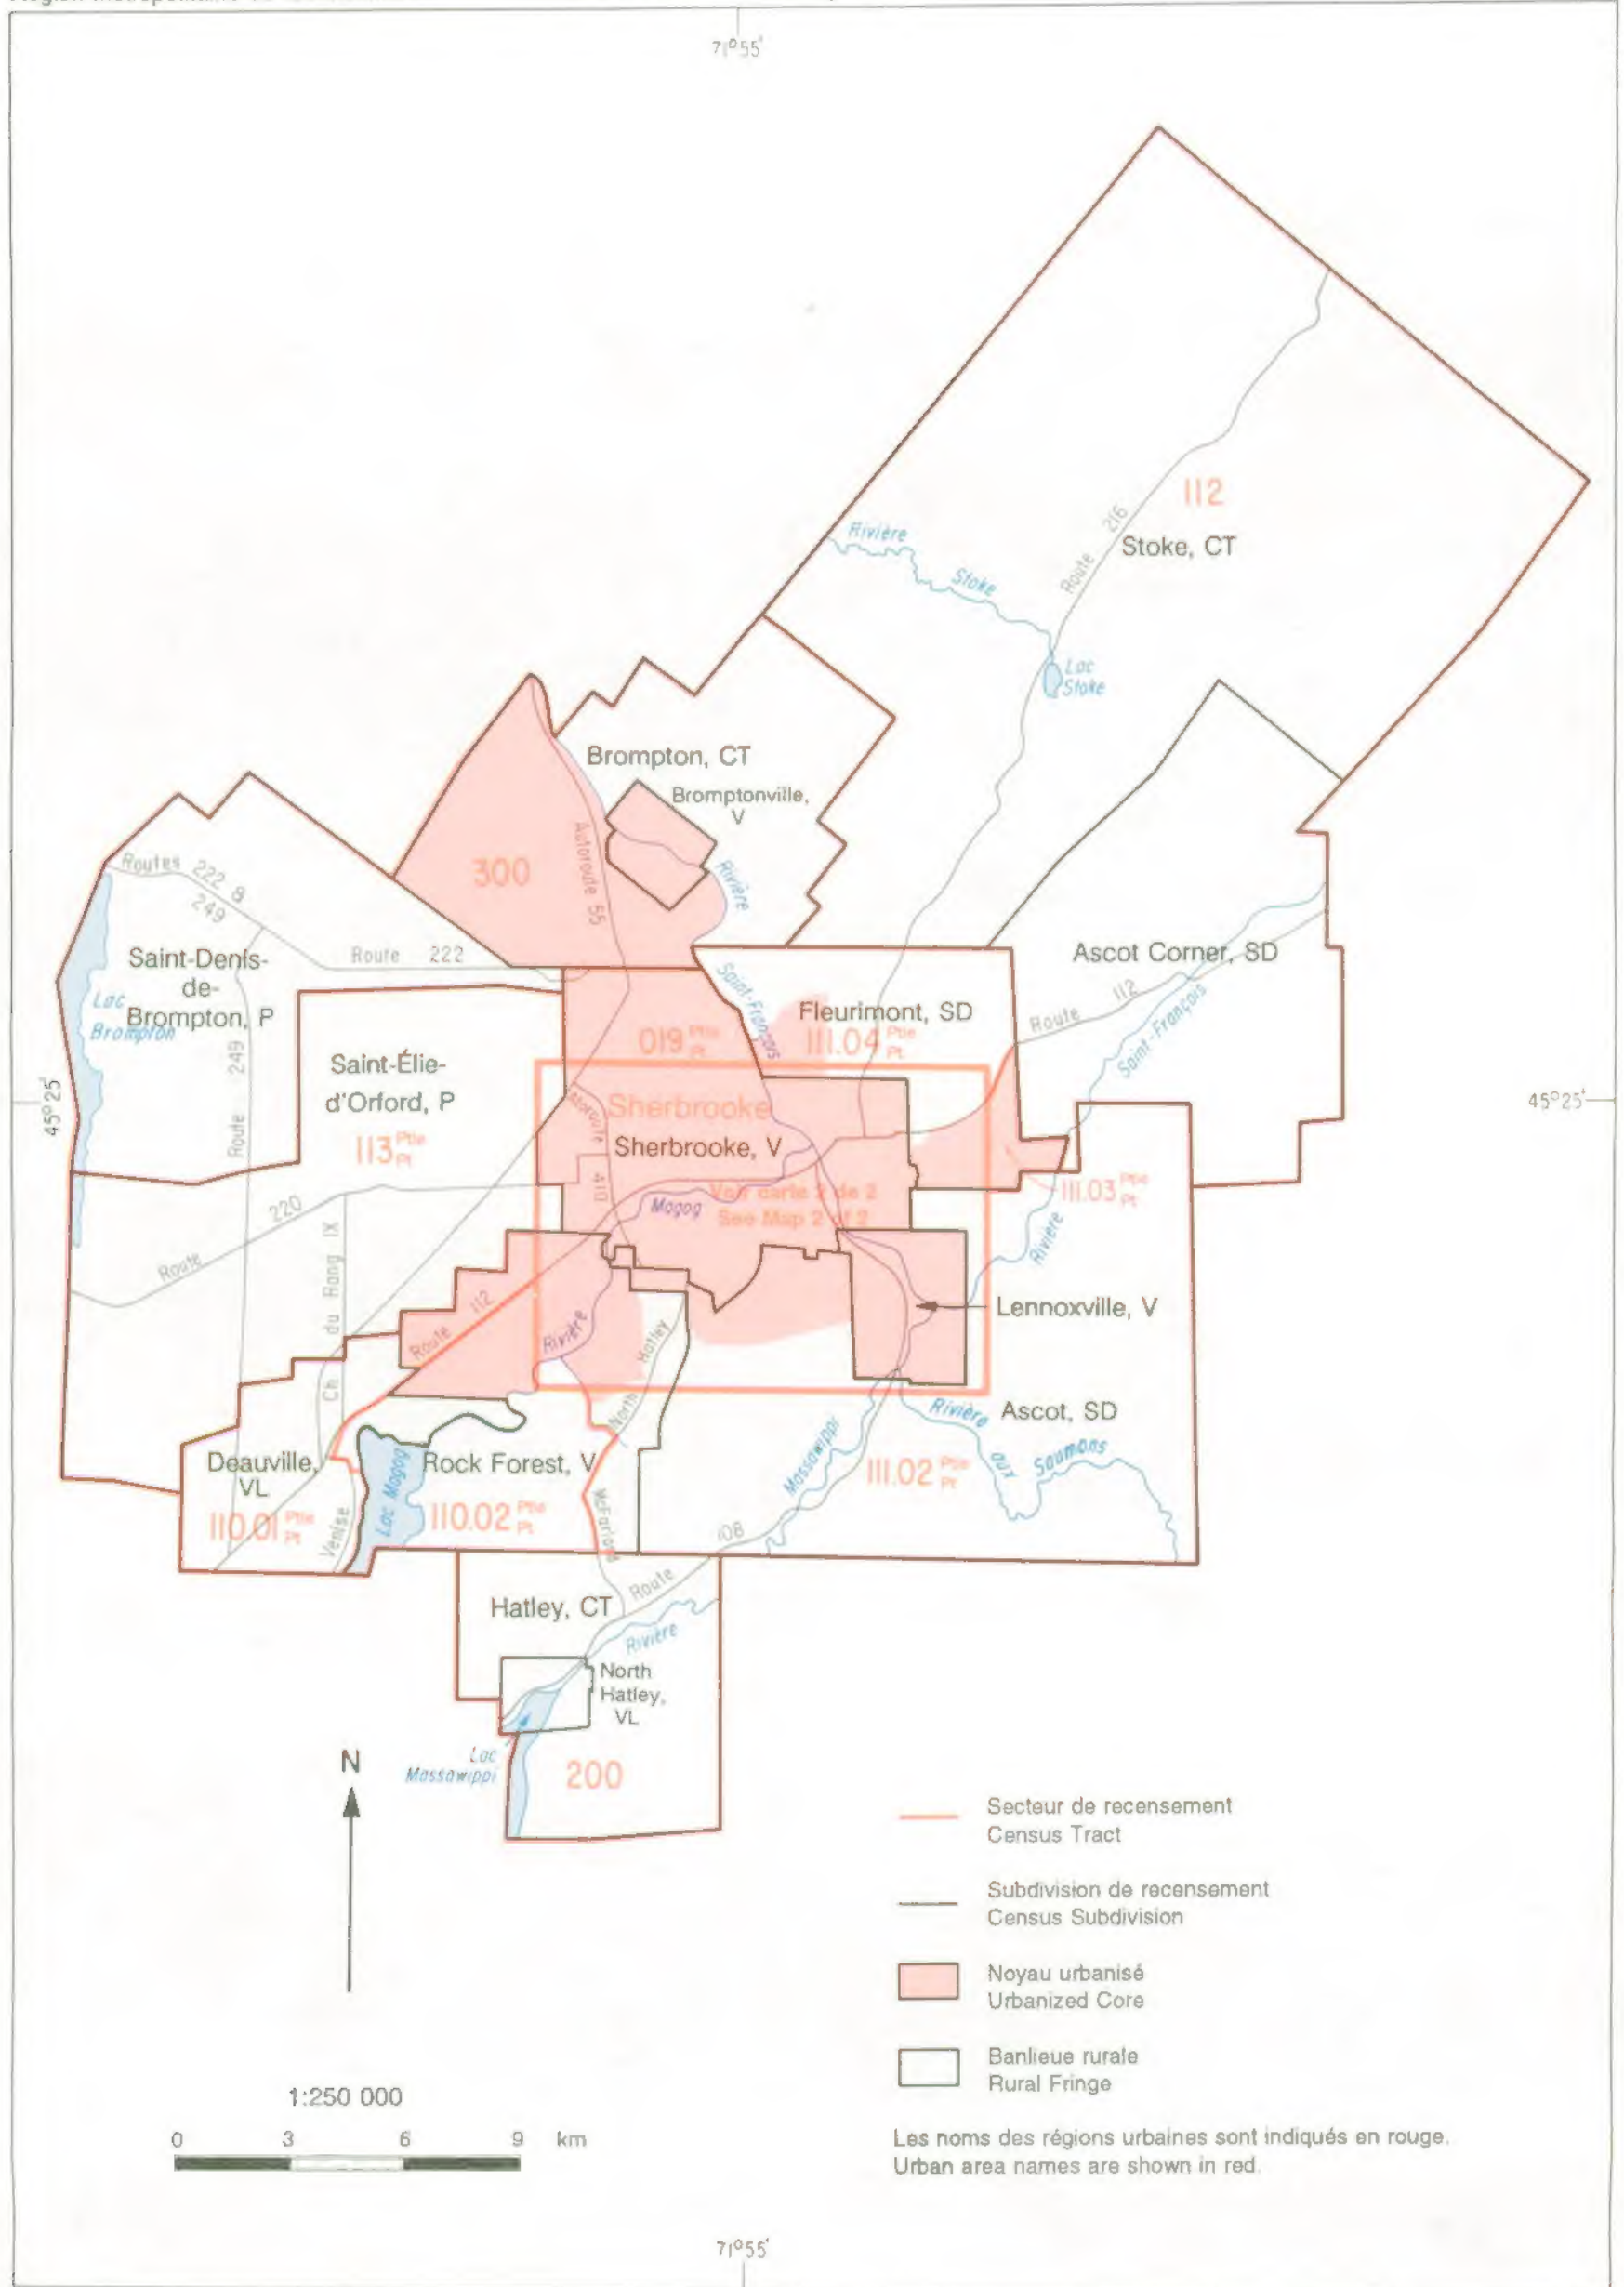 71°55'
112
Stoke, CT
Route 216
Rivière
Stoke
Lac
Stoke
Brompton, CT
Bromptonville,
V
Autoroute 55
300
Rivière
Routes 222 &
249
Route 222
Saint-Denis-
de-
Brompton, P
Lac
Brompton
Route 249
Saint-François
Fleurimont, SD
Ascot Corner, SD
Route 112
Saint-François
019 Ptie
Pt
111.04 Ptie
Pt
Saint-Élie-
d'Orford, P
113 Ptie
Pt
45°25'
45°25'
Sherbrooke
Sherbrooke, V
Autoroute 410
Voir carte 2 de 2
See Map 2 of 2
Magog
111.03 Ptie
Pt
Rivière
Route 220
Ch du Rang IX
Route 112
Rivière
North Hatley
Lennoxville, V
Ascot, SD
Rivière aux Saumons
Massawippi
111.02 Ptie
Pt
Deauville,
VL
110.01 Ptie
Pt
Venise
Lac Magog
Rock Forest, V
110.02 Ptie
Pt
McFarland
Route 108
Hatley, CT
Rivière
North
Hatley,
VL
Lac
Massawippi
200
N
Secteur de recensement
Census Tract
Subdivision de recensement
Census Subdivision
Noyau urbanisé
Urbanized Core
Banlieue rurale
Rural Fringe
1:250 000
0 3 6 9 km
Les noms des régions urbaines sont indiqués en rouge.
Urban area names are shown in red.
71°55'